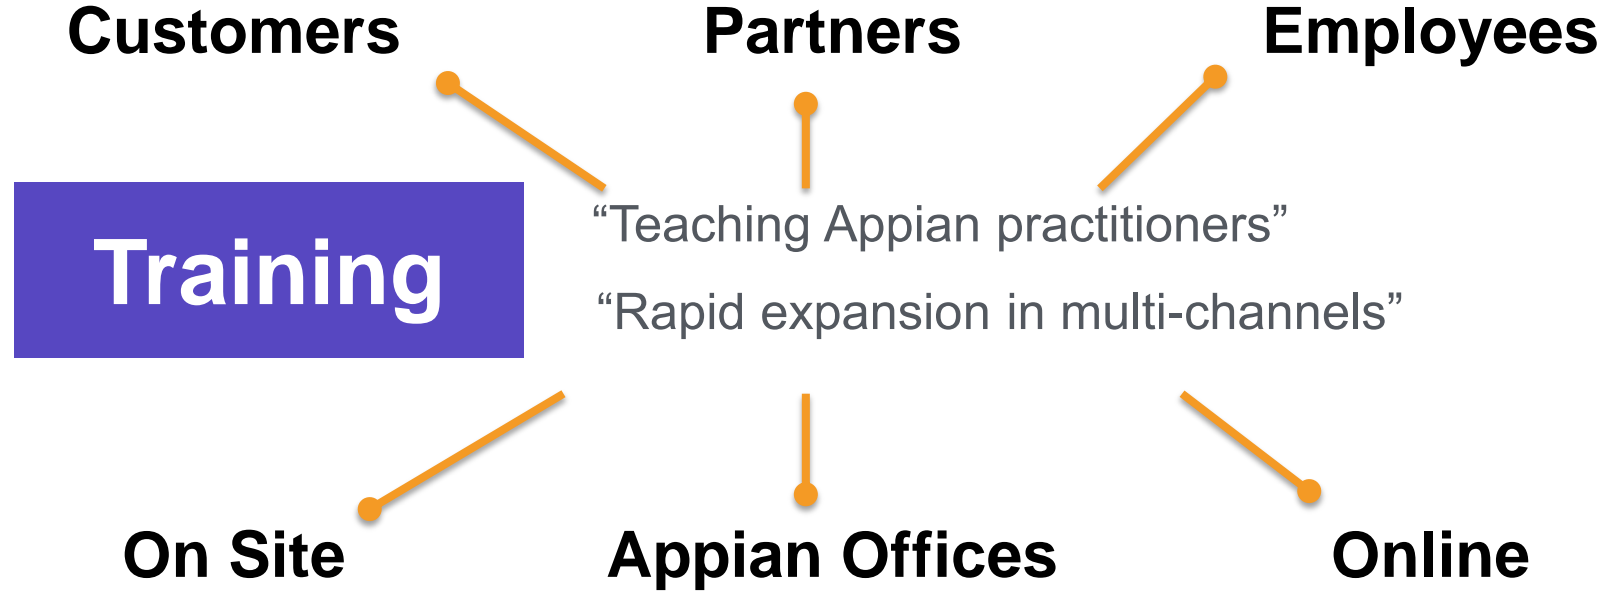 Customers Partners Employees
Training
“Teaching Appian practitioners”
“Rapid expansion in multi-channels”
On Site Appian Offices Online